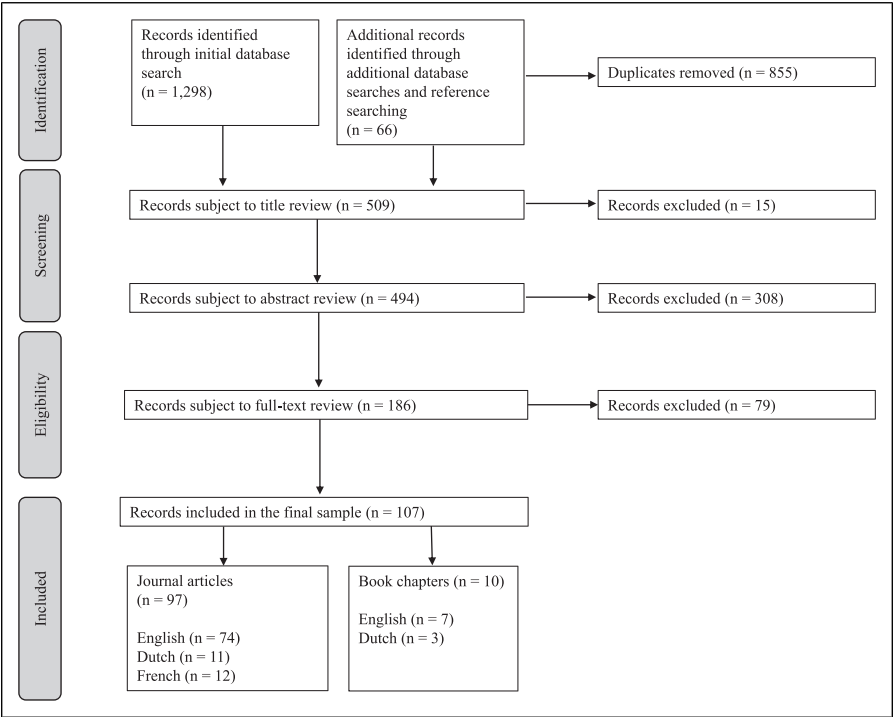 Identification
Records identified
through initial database
search
(n = 1,298)
Additional records
identified through
additional database
searches and reference
searching
(n = 66)
Duplicates removed (n = 855)
Screening
Records subject to title review (n = 509)
Records excluded (n = 15)
Records subject to abstract review (n = 494)
Records excluded (n = 308)
Eligibility
Records subject to full-text review (n = 186)
Records excluded (n = 79)
Included
Records included in the final sample (n = 107)
Journal articles
(n = 97)
English (n = 74)
Dutch (n = 11)
French (n = 12)
Book chapters (n = 10)
English (n = 7)
Dutch (n = 3)